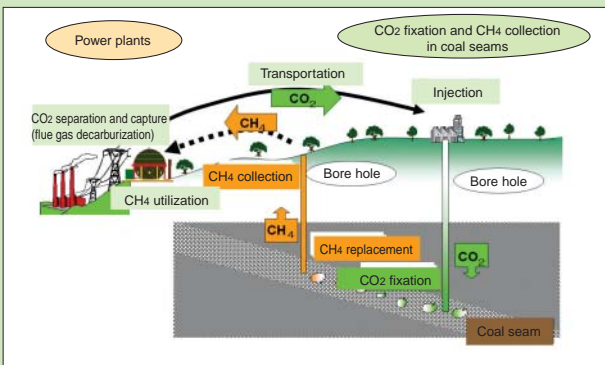 Power plants
CO2 fixation and CH4 collection
in coal seams
Transportation
CO2
Injection
CH4
CO2 separation and capture
(flue gas decarburization)
CH4 collection
Bore hole
Bore hole
CH4 utilization
CH4
CH4 replacement
CO2
CO2 fixation
Coal seam